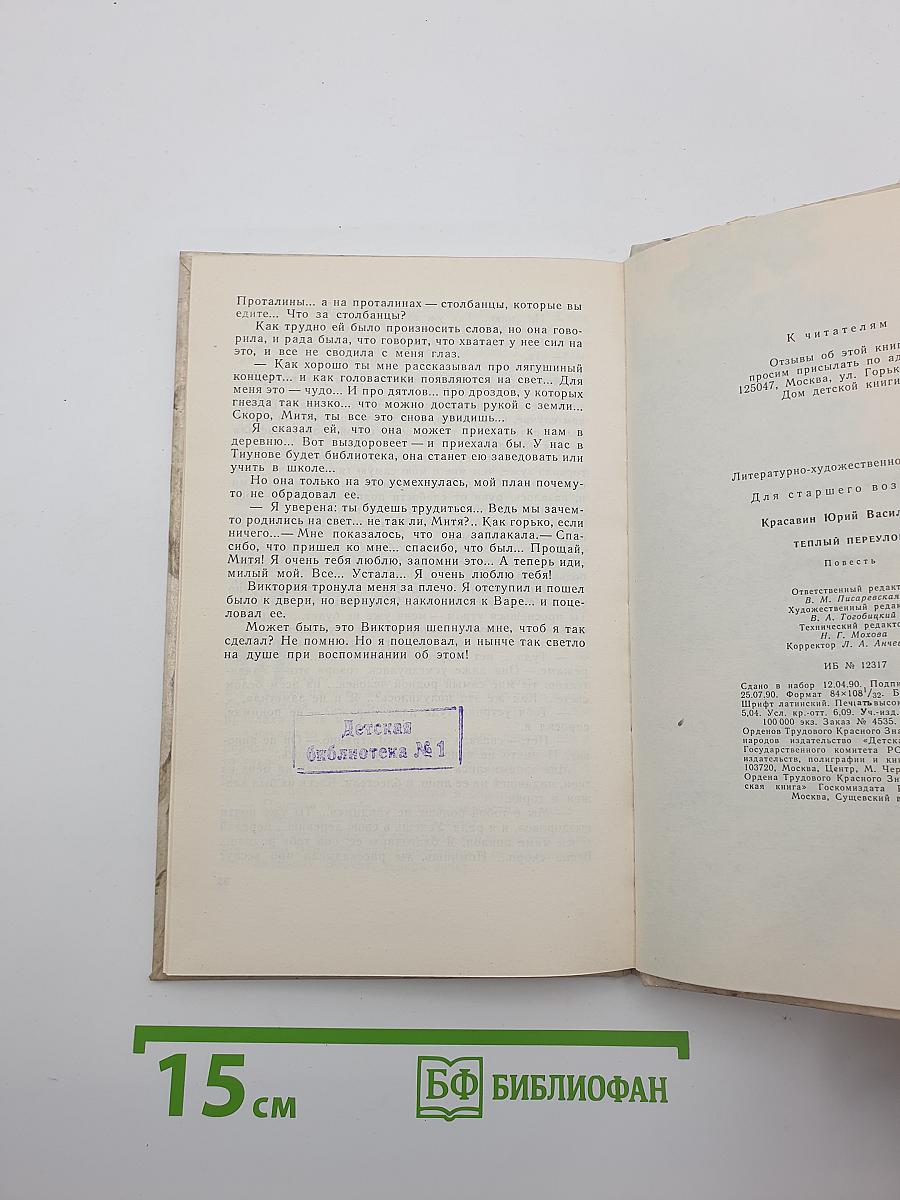 Проталины... а на проталинах — столбанцы, которые вы
едите... Что за столбанцы?
Как трудно ей было произносить слова, но она гово-
рила, и рада была, что говорит, что хватает у нее сил на
это, и все не сводила с меня глаз.
— Как хорошо ты мне рассказывал про лягушиный
концерт... и как головастики появляются на свет... Для
меня это — чудо... И про дятлов... про дроздов, у которых
гнезда так низко... что можно достать рукой с земли...
Скоро, Митя, ты все это снова увидишь...
Я сказал ей, что она может приехать к нам в
деревню... Вот выздоровеет — и приехала бы. У нас в
Тиунове будет библиотека, она станет ею заведовать или
учить в школе...
Но она только на это усмехнулась, мой план почему-
то не обрадовал ее.
— Я уверена: ты будешь трудиться... Ведь мы зачем-
то родились на свет... не так ли, Митя?.. Как горько, если
ничего...— Мне показалось, что она заплакала.— Спа-
сибо, что пришел ко мне... спасибо, что был... Прощай,
Митя! Я очень тебя люблю, запомни это... А теперь иди,
милый мой. Все... Устала... Я очень люблю тебя!
Виктория тронула меня за плечо. Я отступил и пошел
было к двери, но вернулся, наклонился к Варе... и поце-
ловал ее.
Может быть, это Виктория шепнула мне, чтоб я так
сделал? Не помню. Но я поцеловал, и нынче так светло
на душе при воспоминании об этом!
Детская
библиотека № 1
К читателям
Отзывы об этой книг
просим присылать по ад
125047, Москва, ул. Горьк
Дом детской книги
Литературно-художественно
Для старшего воз
Красавин Юрий Васил
ТЕПЛЫЙ ПЕРЕУЛО
Повесть
Ответственный редакт
В. М. Писаревская
Художественный редак
В. А. Тогобицкий
Технический редакто
Н. Г. Мохова
Корректор Л. А. Анче
ИБ № 12317
Сдано в набор 12.04.90. Подпи
25.07.90. Формат 84×108 1/32. Б
Шрифт латинский. Печать высок
5,04. Усл. кр.-отт. 6,09. Уч.-изд.
100 000 экз. Заказ № 4535.
Орденов Трудового Красного Зна
народов издательство «Детска
Государственного комитета РС
издательств, полиграфии и кни
103720, Москва, Центр, М. Чер
Ордена Трудового Красного Зна
ская книга» Госкомиздата
Москва, Сущевский в
15 см
БФ БИБЛИОФАН